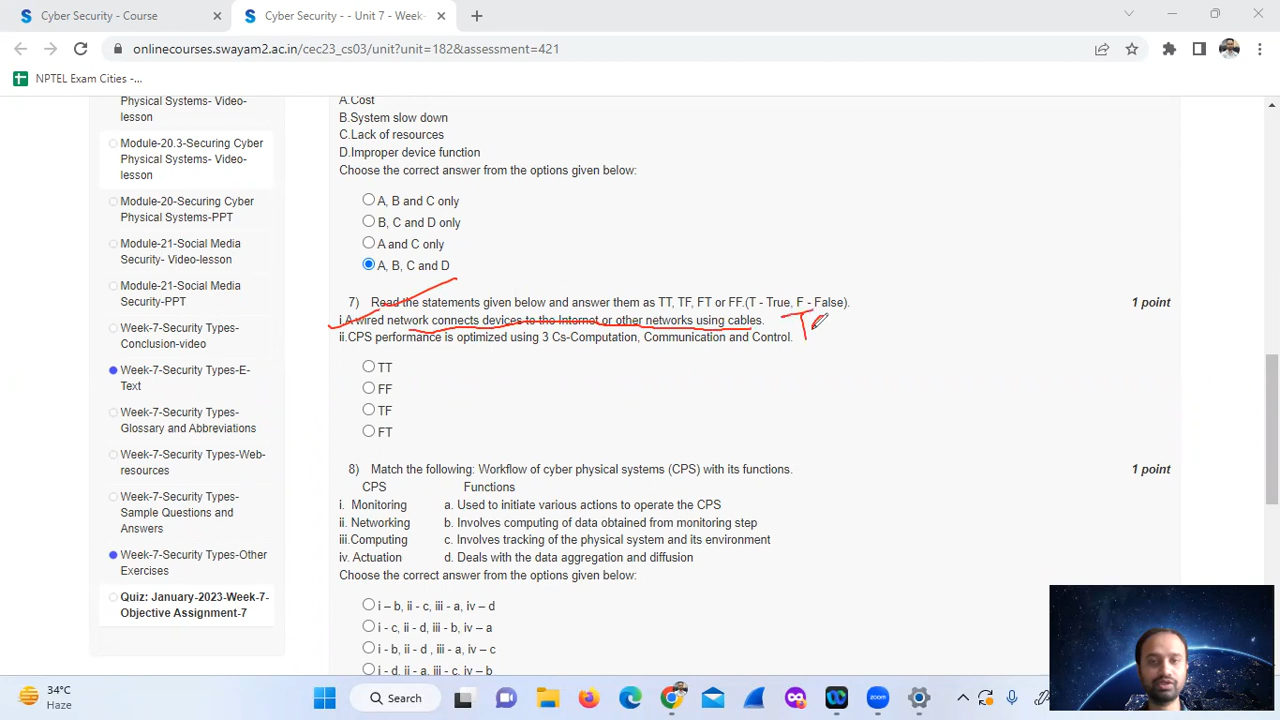 Cyber Security - Course
Cyber Security - - Unit 7 - Week-
onlinecourses.swayam2.ac.in/cec23_cs03/unit?unit=182&assessment=421
NPTEL Exam Cities -...
Physical Systems- Video-
lesson
Module-20.3-Securing Cyber
Physical Systems- Video-
lesson
Module-20-Securing Cyber
Physical Systems-PPT
Module-21-Social Media
Security- Video-lesson
Module-21-Social Media
Security-PPT
Week-7-Security Types-
Conclusion-video
Week-7-Security Types-E-
Text
Week-7-Security Types-
Glossary and Abbreviations
Week-7-Security Types-Web-
resources
Week-7-Security Types-
Sample Questions and
Answers
Week-7-Security Types-Other
Exercises
Quiz: January-2023-Week-7-
Objective Assignment-7
A.Cost
B.System slow down
C.Lack of resources
D.Improper device function
Choose the correct answer from the options given below:
A, B and C only
B, C and D only
A and C only
A, B, C and D
7) Read the statements given below and answer them as TT, TF, FT or FF.(T - True, F - False). 1 point
i.A wired network connects devices to the Internet or other networks using cables. T
ii.CPS performance is optimized using 3 Cs-Computation, Communication and Control.
TT
FF
TF
FT
8) Match the following: Workflow of cyber physical systems (CPS) with its functions. 1 point
CPS Functions
i. Monitoring a. Used to initiate various actions to operate the CPS
ii. Networking b. Involves computing of data obtained from monitoring step
iii.Computing c. Involves tracking of the physical system and its environment
iv. Actuation d. Deals with the data aggregation and diffusion
Choose the correct answer from the options given below:
i – b, ii - c, iii - a, iv – d
i - c, ii - d, iii - b, iv – a
i - b, ii - d , iii - a, iv – c
i - d, ii - a, iii - c, iv – b
34°C
Haze
Search
zoom